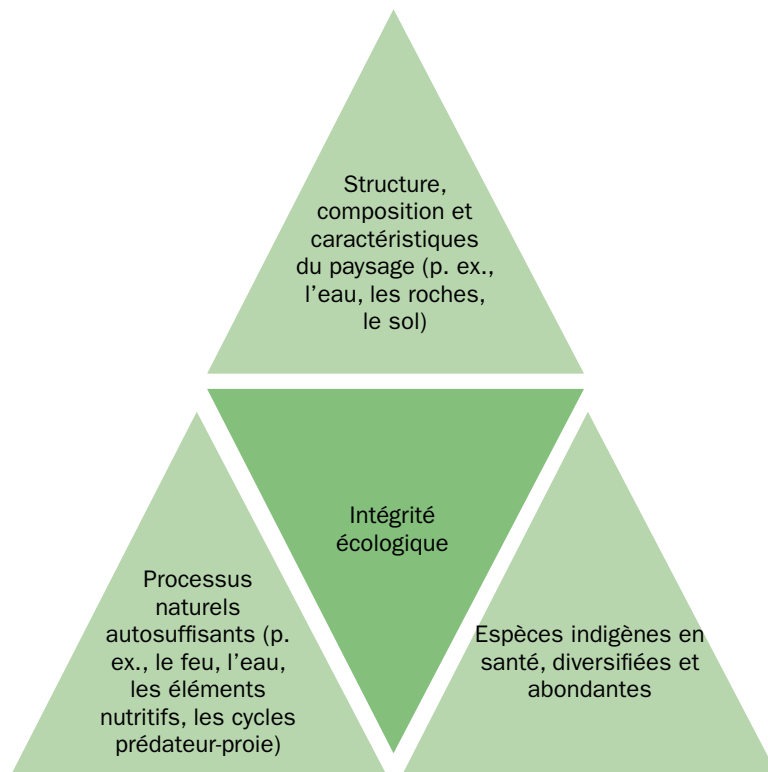 Structure,
composition et
caractéristiques
du paysage (p. ex.,
l'eau, les roches,
le sol)
Intégrité
écologique
Processus
naturels
autosuffisants (p.
ex., le feu, l'eau,
les éléments
nutritifs, les cycles
prédateur-proie)
Espèces indigènes en
santé, diversifiées et
abondantes